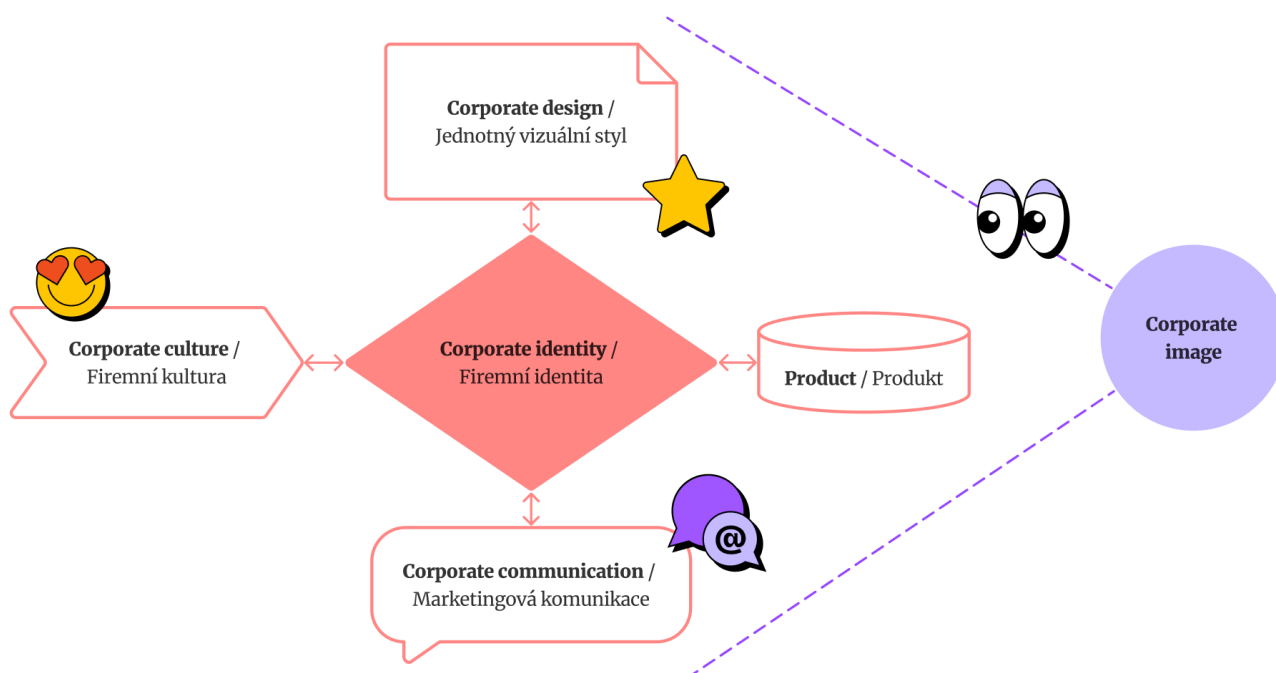 Corporate design /
Jednotný vizuální styl
Corporate culture /
Firemní kultura
Corporate identity /
Firemní identita
Product / Produkt
Corporate
image
Corporate communication /
Marketingová komunikace
@